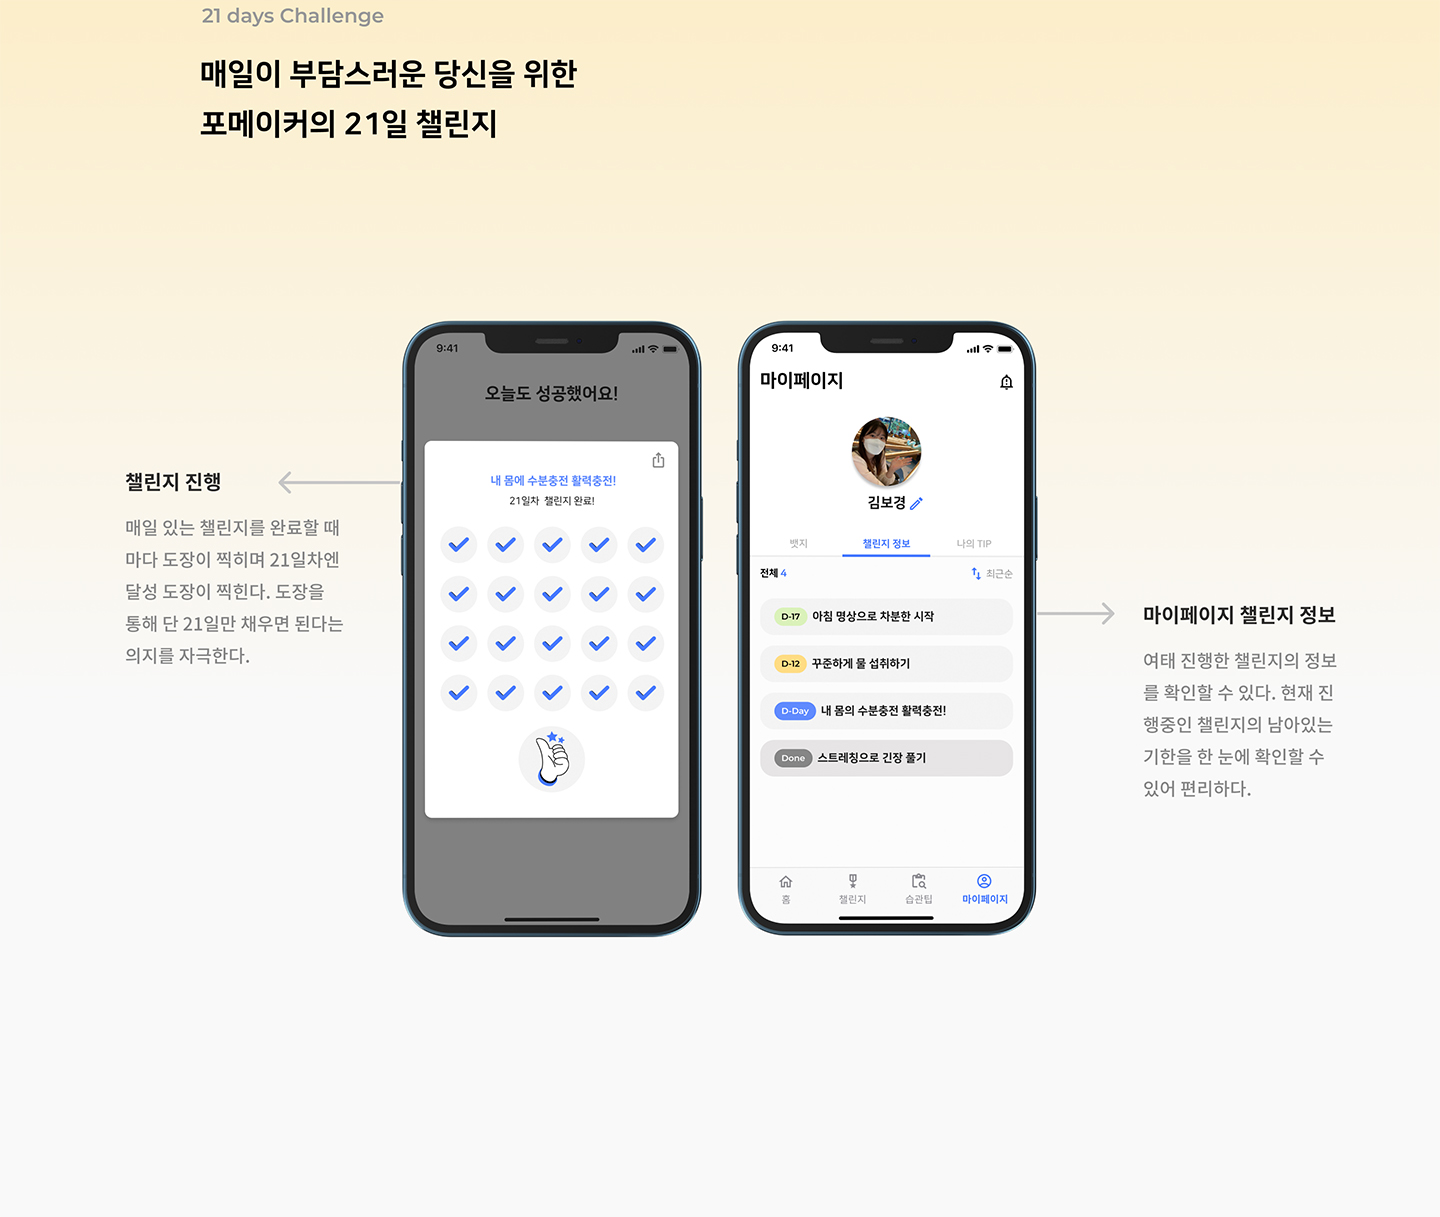 21 days Challenge
매일이 부담스러운 당신을 위한
포메이커의 21일 챌린지
챌린지 진행
매일 있는 챌린지를 완료할 때
마다 도장이 찍히며 21일차엔
달성 도장이 찍힌다. 도장을
통해 단 21일만 채우면 된다는
의지를 자극한다.
9:41
오늘도 성공했어요!
내 몸에 수분충전 활력충전!
21일차 챌린지 완료!
9:41
마이페이지
김보경
뱃지
챌린지 정보
나의 TIP
전체 4
최근순
D-17 아침 명상으로 차분한 시작
D-12 꾸준하게 물 섭취하기
D-Day 내 몸의 수분충전 활력충전!
Done 스트레칭으로 긴장 풀기
홈
챌린지
습관팁
마이페이지
마이페이지 챌린지 정보
여태 진행한 챌린지의 정보
를 확인할 수 있다. 현재 진
행중인 챌린지의 남아있는
기한을 한 눈에 확인할 수
있어 편리하다.